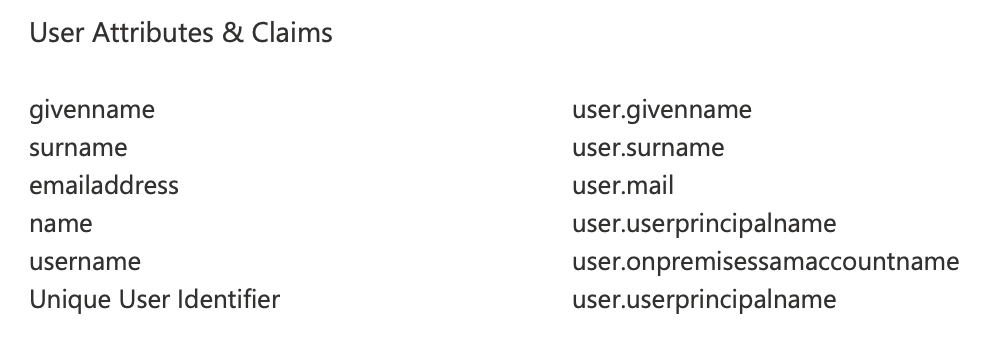 User Attributes & Claims
givenname user.givenname
surname user.surname
emailaddress user.mail
name user.userprincipalname
username user.onpremisessamaccountname
Unique User Identifier user.userprincipalname